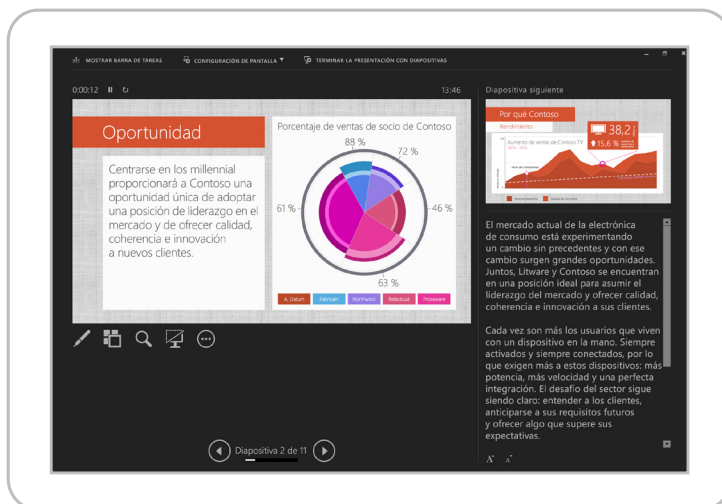 MOSTRAR BARRA DE TAREAS
CONFIGURACIÓN DE PANTALLA
TERMINAR LA PRESENTACIÓN CON DIAPOSITIVAS
0:00:12
13:46
Oportunidad
Centrarse en los millennial
proporcionará a Contoso una
oportunidad única de adoptar
una posición de liderazgo en el
mercado y de ofrecer calidad,
coherencia e innovación
a nuevos clientes.
Porcentaje de ventas de socio de Contoso
88 %
72 %
61 %
46 %
63 %
A. Datum
Fabrikam
Northwind
Relecloud
Proseware
Diapositiva 2 de 11
Diapositiva siguiente
Por qué Contoso
Rendimiento
Aumento de ventas de Contoso TV
38,2
15,6 %
El mercado actual de la electrónica
de consumo está experimentando
un cambio sin precedentes y con ese
cambio surgen grandes oportunidades.
Juntos, Litware y Contoso se encuentran
en una posición ideal para asumir el
liderazgo del mercado y ofrecer calidad,
coherencia e innovación a sus clientes.
Cada vez son más los usuarios que viven
con un dispositivo en la mano. Siempre
activados y siempre conectados, por lo
que exigen más a estos dispositivos: más
potencia, más velocidad y una perfecta
integración. El desafío del sector sigue
siendo claro: entender a los clientes,
anticiparse a sus requisitos futuros
y ofrecer algo que supere sus
expectativas.
A A